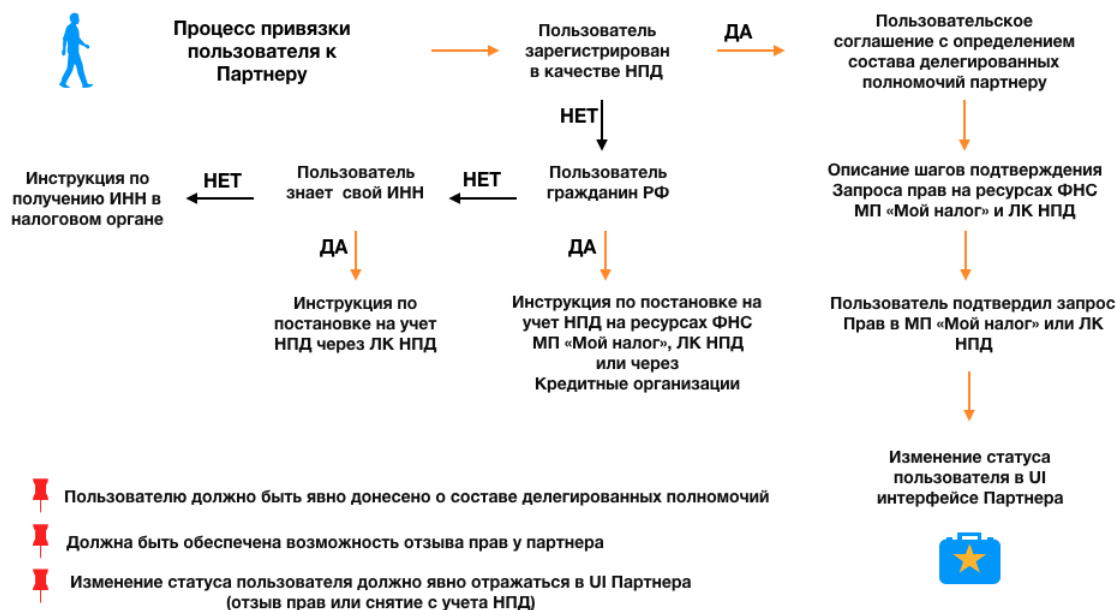 Процесс привязки
пользователя к
Партнеру
Пользователь
зарегистрирован
в качестве НПД
ДА
Пользовательское
соглашение с определением
состава делегированных
полномочий партнеру
НЕТ
Инструкция по
получению ИНН в
налоговом органе
НЕТ
Пользователь
знает свой ИНН
НЕТ
Пользователь
гражданин РФ
Описание шагов подтверждения
Запроса прав на ресурсах ФНС
МП «Мой налог» и ЛК НПД
ДА
ДА
Инструкция по
постановке на учет
НПД через ЛК НПД
Инструкция по постановке на
учет НПД на ресурсах ФНС
МП «Мой налог», ЛК НПД
или через
Кредитные организации
Пользователь подтвердил запрос
Прав в МП «Мой налог» или ЛК
НПД
Изменение статуса
пользователя в UI
интерфейсе Партнера
Пользователю должно быть явно донесено о составе делегированных полномочий
Должна быть обеспечена возможность отзыва прав у партнера
Изменение статуса пользователя должно явно отражаться в UI Партнера
(отзыв прав или снятие с учета НПД)